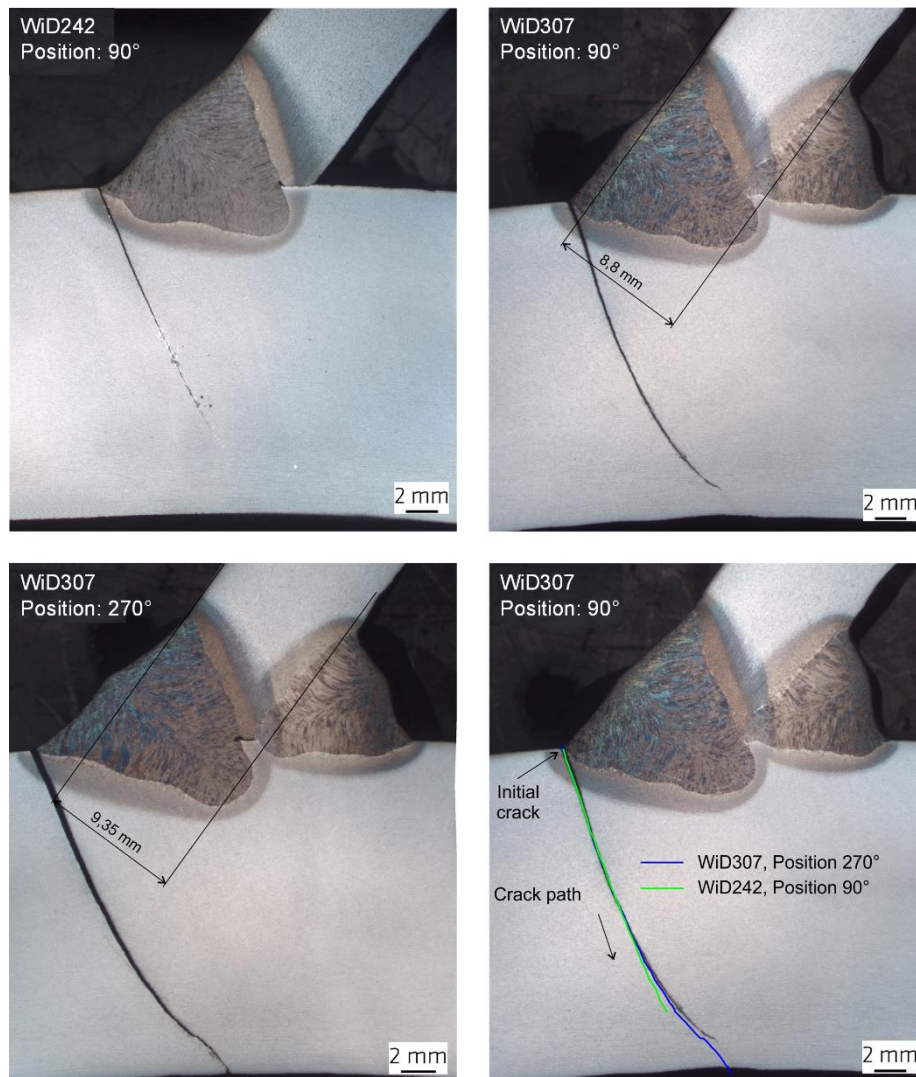 WiD242
Position: 90°
2 mm
WiD307
Position: 90°
8,8 mm
2 mm
WiD307
Position: 270°
9,35 mm
2 mm
WiD307
Position: 90°
Initial
crack
WiD307, Position 270°
WiD242, Position 90°
Crack path
2 mm